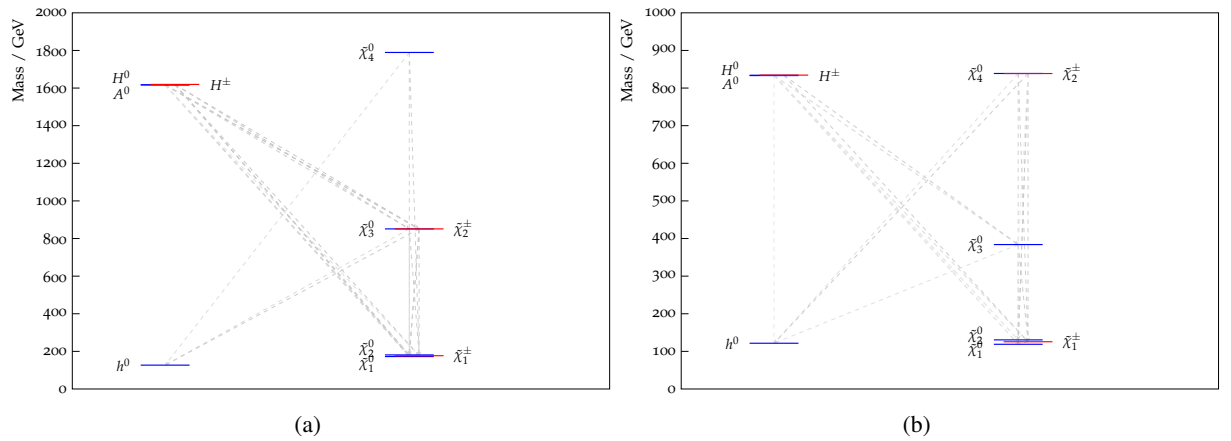 Mass / GeV
2000
1800
1600
1400
1200
1000
800
600
400
200
0
H⁰
A⁰
H±
h⁰
χ̃⁰₄
χ̃⁰₃
χ̃±₂
χ̃⁰₂
χ̃⁰₁
χ̃±₁
(a)
Mass / GeV
1000
900
800
700
600
500
400
300
200
100
0
H⁰
A⁰
H±
h⁰
χ̃⁰₄
χ̃±₂
χ̃⁰₃
χ̃⁰₂
χ̃⁰₁
χ̃±₁
(b)